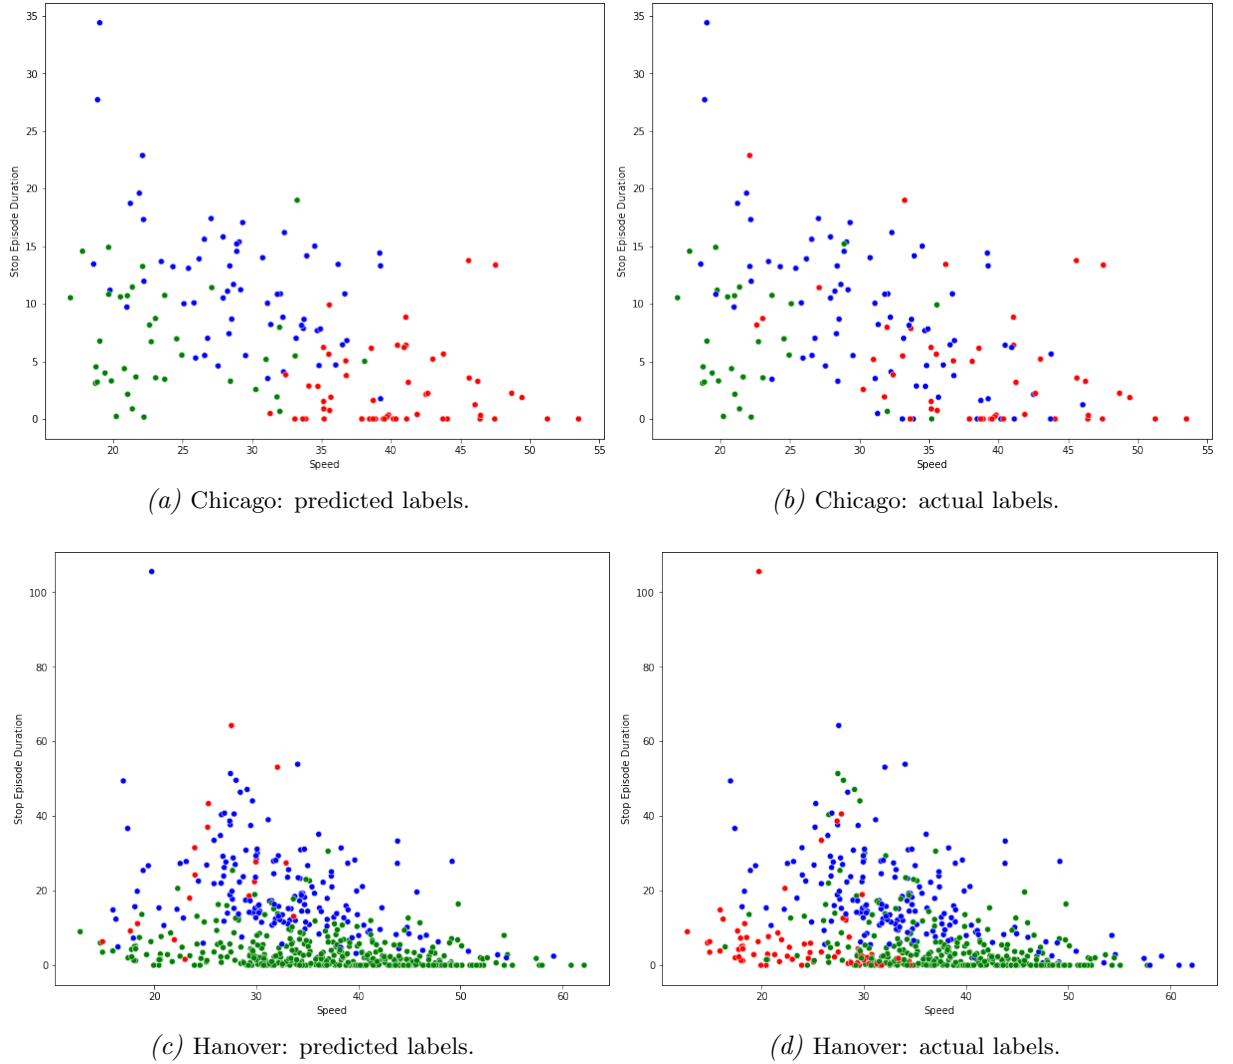 35
30
25
20
15
10
5
0
Stop Episode Duration
20 25 30 35 40 45 50 55
Speed
(a) Chicago: predicted labels.
35
30
25
20
15
10
5
0
Stop Episode Duration
20 25 30 35 40 45 50 55
Speed
(b) Chicago: actual labels.
100
80
60
40
20
0
Stop Episode Duration
20 30 40 50 60
Speed
(c) Hanover: predicted labels.
100
80
60
40
20
0
Stop Episode Duration
20 30 40 50 60
Speed
(d) Hanover: actual labels.